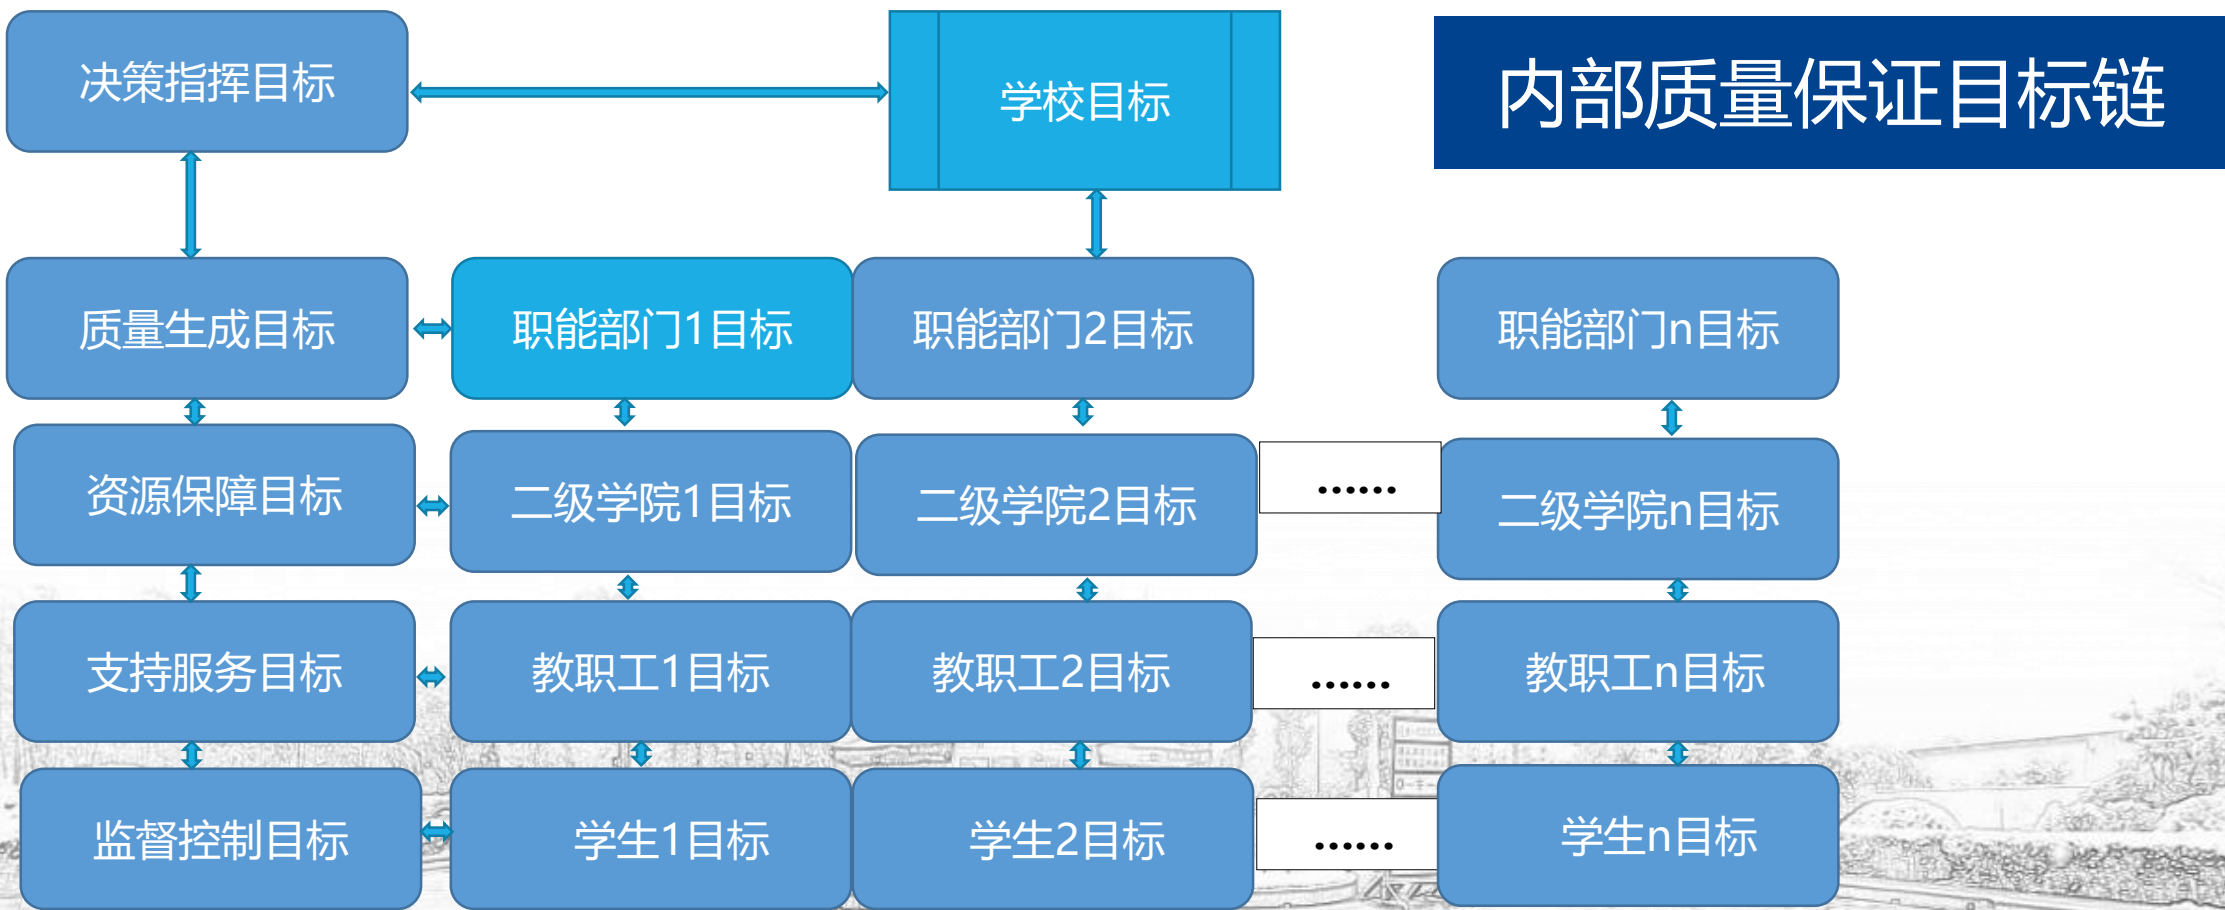 决策指挥目标
学校目标
内部质量保证目标链
质量生成目标
职能部门1目标
职能部门2目标
职能部门n目标
资源保障目标
二级学院1目标
二级学院2目标
......
二级学院n目标
支持服务目标
教职工1目标
教职工2目标
......
教职工n目标
监督控制目标
学生1目标
学生2目标
......
学生n目标